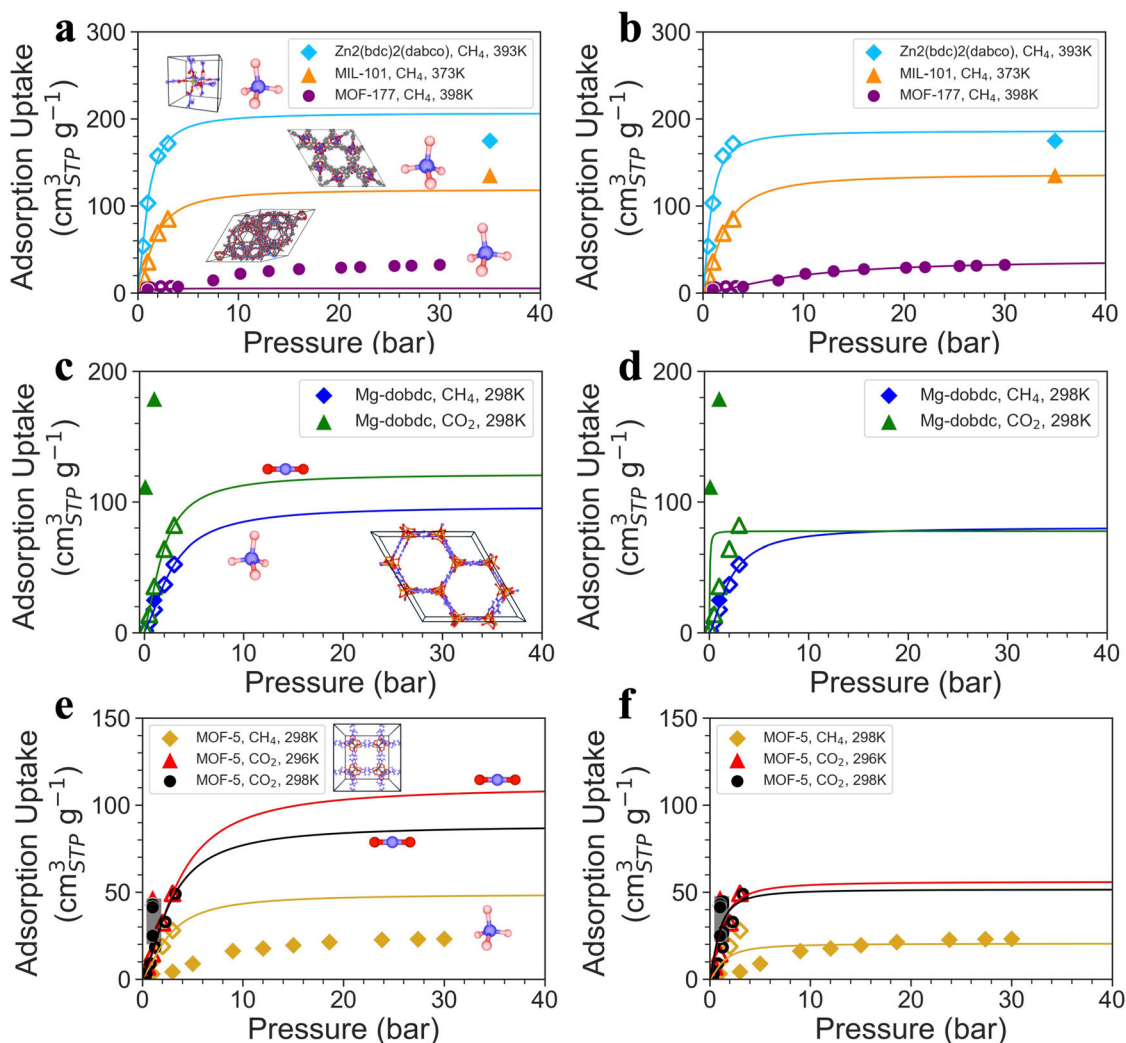 a
300
200
100
0
0
10
20
30
40
Adsorption Uptake
(cm³STP g⁻¹)
Pressure (bar)
Zn2(bdc)2(dabco), CH₄, 393K
MIL-101, CH₄, 373K
MOF-177, CH₄, 398K
b
300
200
100
0
0
10
20
30
40
Adsorption Uptake
(cm³STP g⁻¹)
Pressure (bar)
Zn2(bdc)2(dabco), CH₄, 393K
MIL-101, CH₄, 373K
MOF-177, CH₄, 398K
c
200
100
0
0
10
20
30
40
Adsorption Uptake
(cm³STP g⁻¹)
Pressure (bar)
Mg-dobdc, CH₄, 298K
Mg-dobdc, CO₂, 298K
d
200
100
0
0
10
20
30
40
Adsorption Uptake
(cm³STP g⁻¹)
Pressure (bar)
Mg-dobdc, CH₄, 298K
Mg-dobdc, CO₂, 298K
e
150
100
50
0
0
10
20
30
40
Adsorption Uptake
(cm³STP g⁻¹)
Pressure (bar)
MOF-5, CH₄, 298K
MOF-5, CO₂, 296K
MOF-5, CO₂, 298K
f
150
100
50
0
0
10
20
30
40
Adsorption Uptake
(cm³STP g⁻¹)
Pressure (bar)
MOF-5, CH₄, 298K
MOF-5, CO₂, 296K
MOF-5, CO₂, 298K